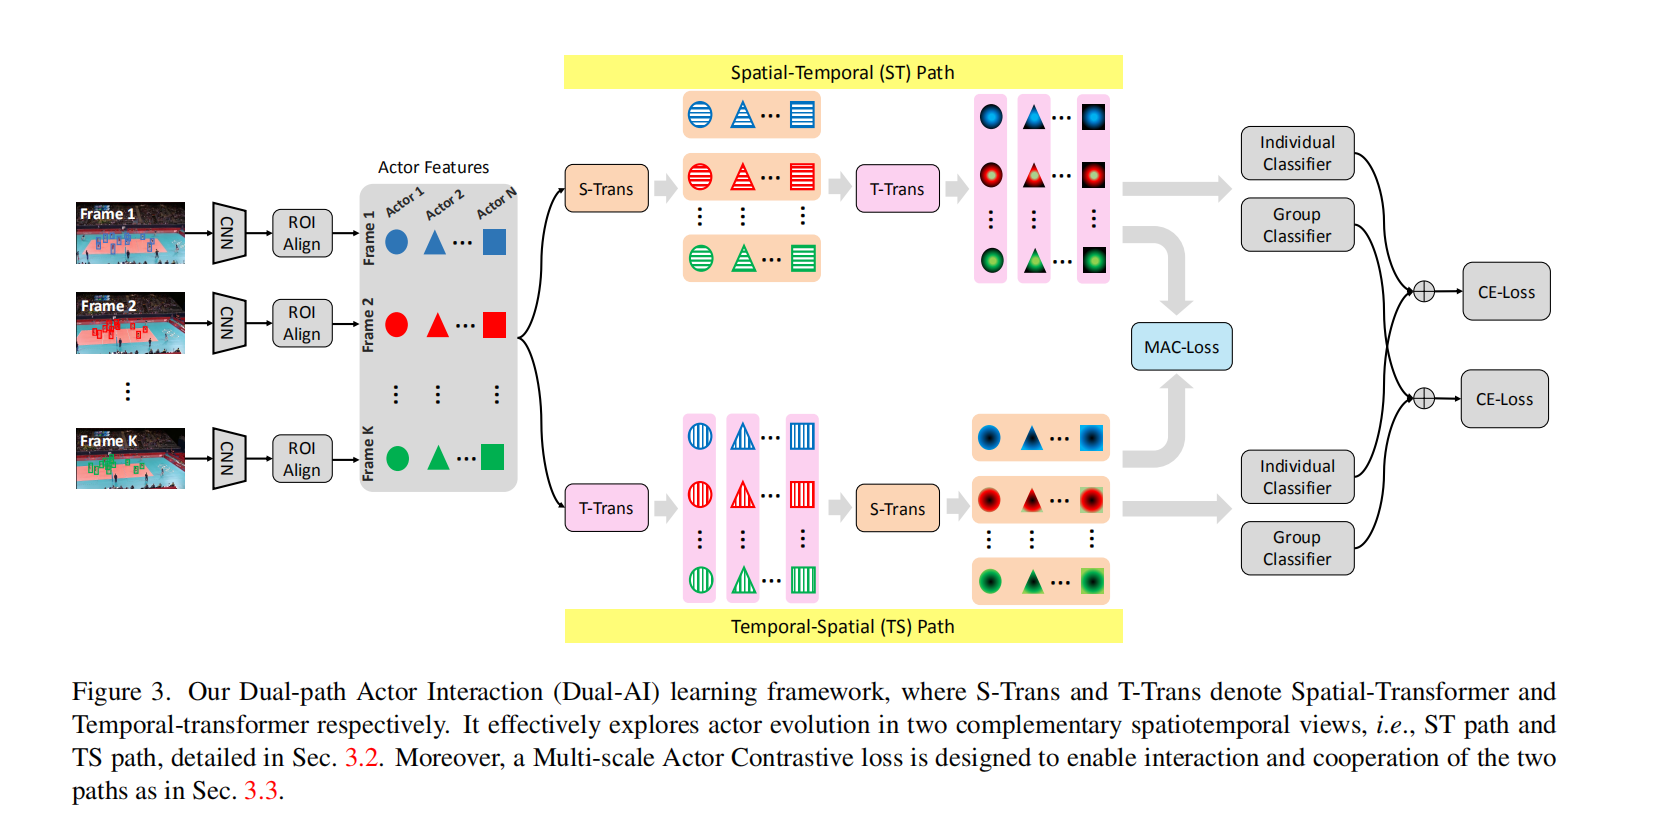 Spatial-Temporal (ST) Path
Actor Features
Frame 1
CNN
ROI
Align
Frame 2
CNN
ROI
Align
Frame K
CNN
ROI
Align
Actor 1
Actor 2
Actor N
Frame 1
Frame 2
Frame K
S-Trans
T-Trans
T-Trans
S-Trans
MAC-Loss
Individual
Classifier
Group
Classifier
CE-Loss
CE-Loss
Individual
Classifier
Group
Classifier
Temporal-Spatial (TS) Path
Figure 3. Our Dual-path Actor Interaction (Dual-AI) learning framework, where S-Trans and T-Trans denote Spatial-Transformer and
Temporal-transformer respectively. It effectively explores actor evolution in two complementary spatiotemporal views, i.e., ST path and
TS path, detailed in Sec. 3.2. Moreover, a Multi-scale Actor Contrastive loss is designed to enable interaction and cooperation of the two
paths as in Sec. 3.3.